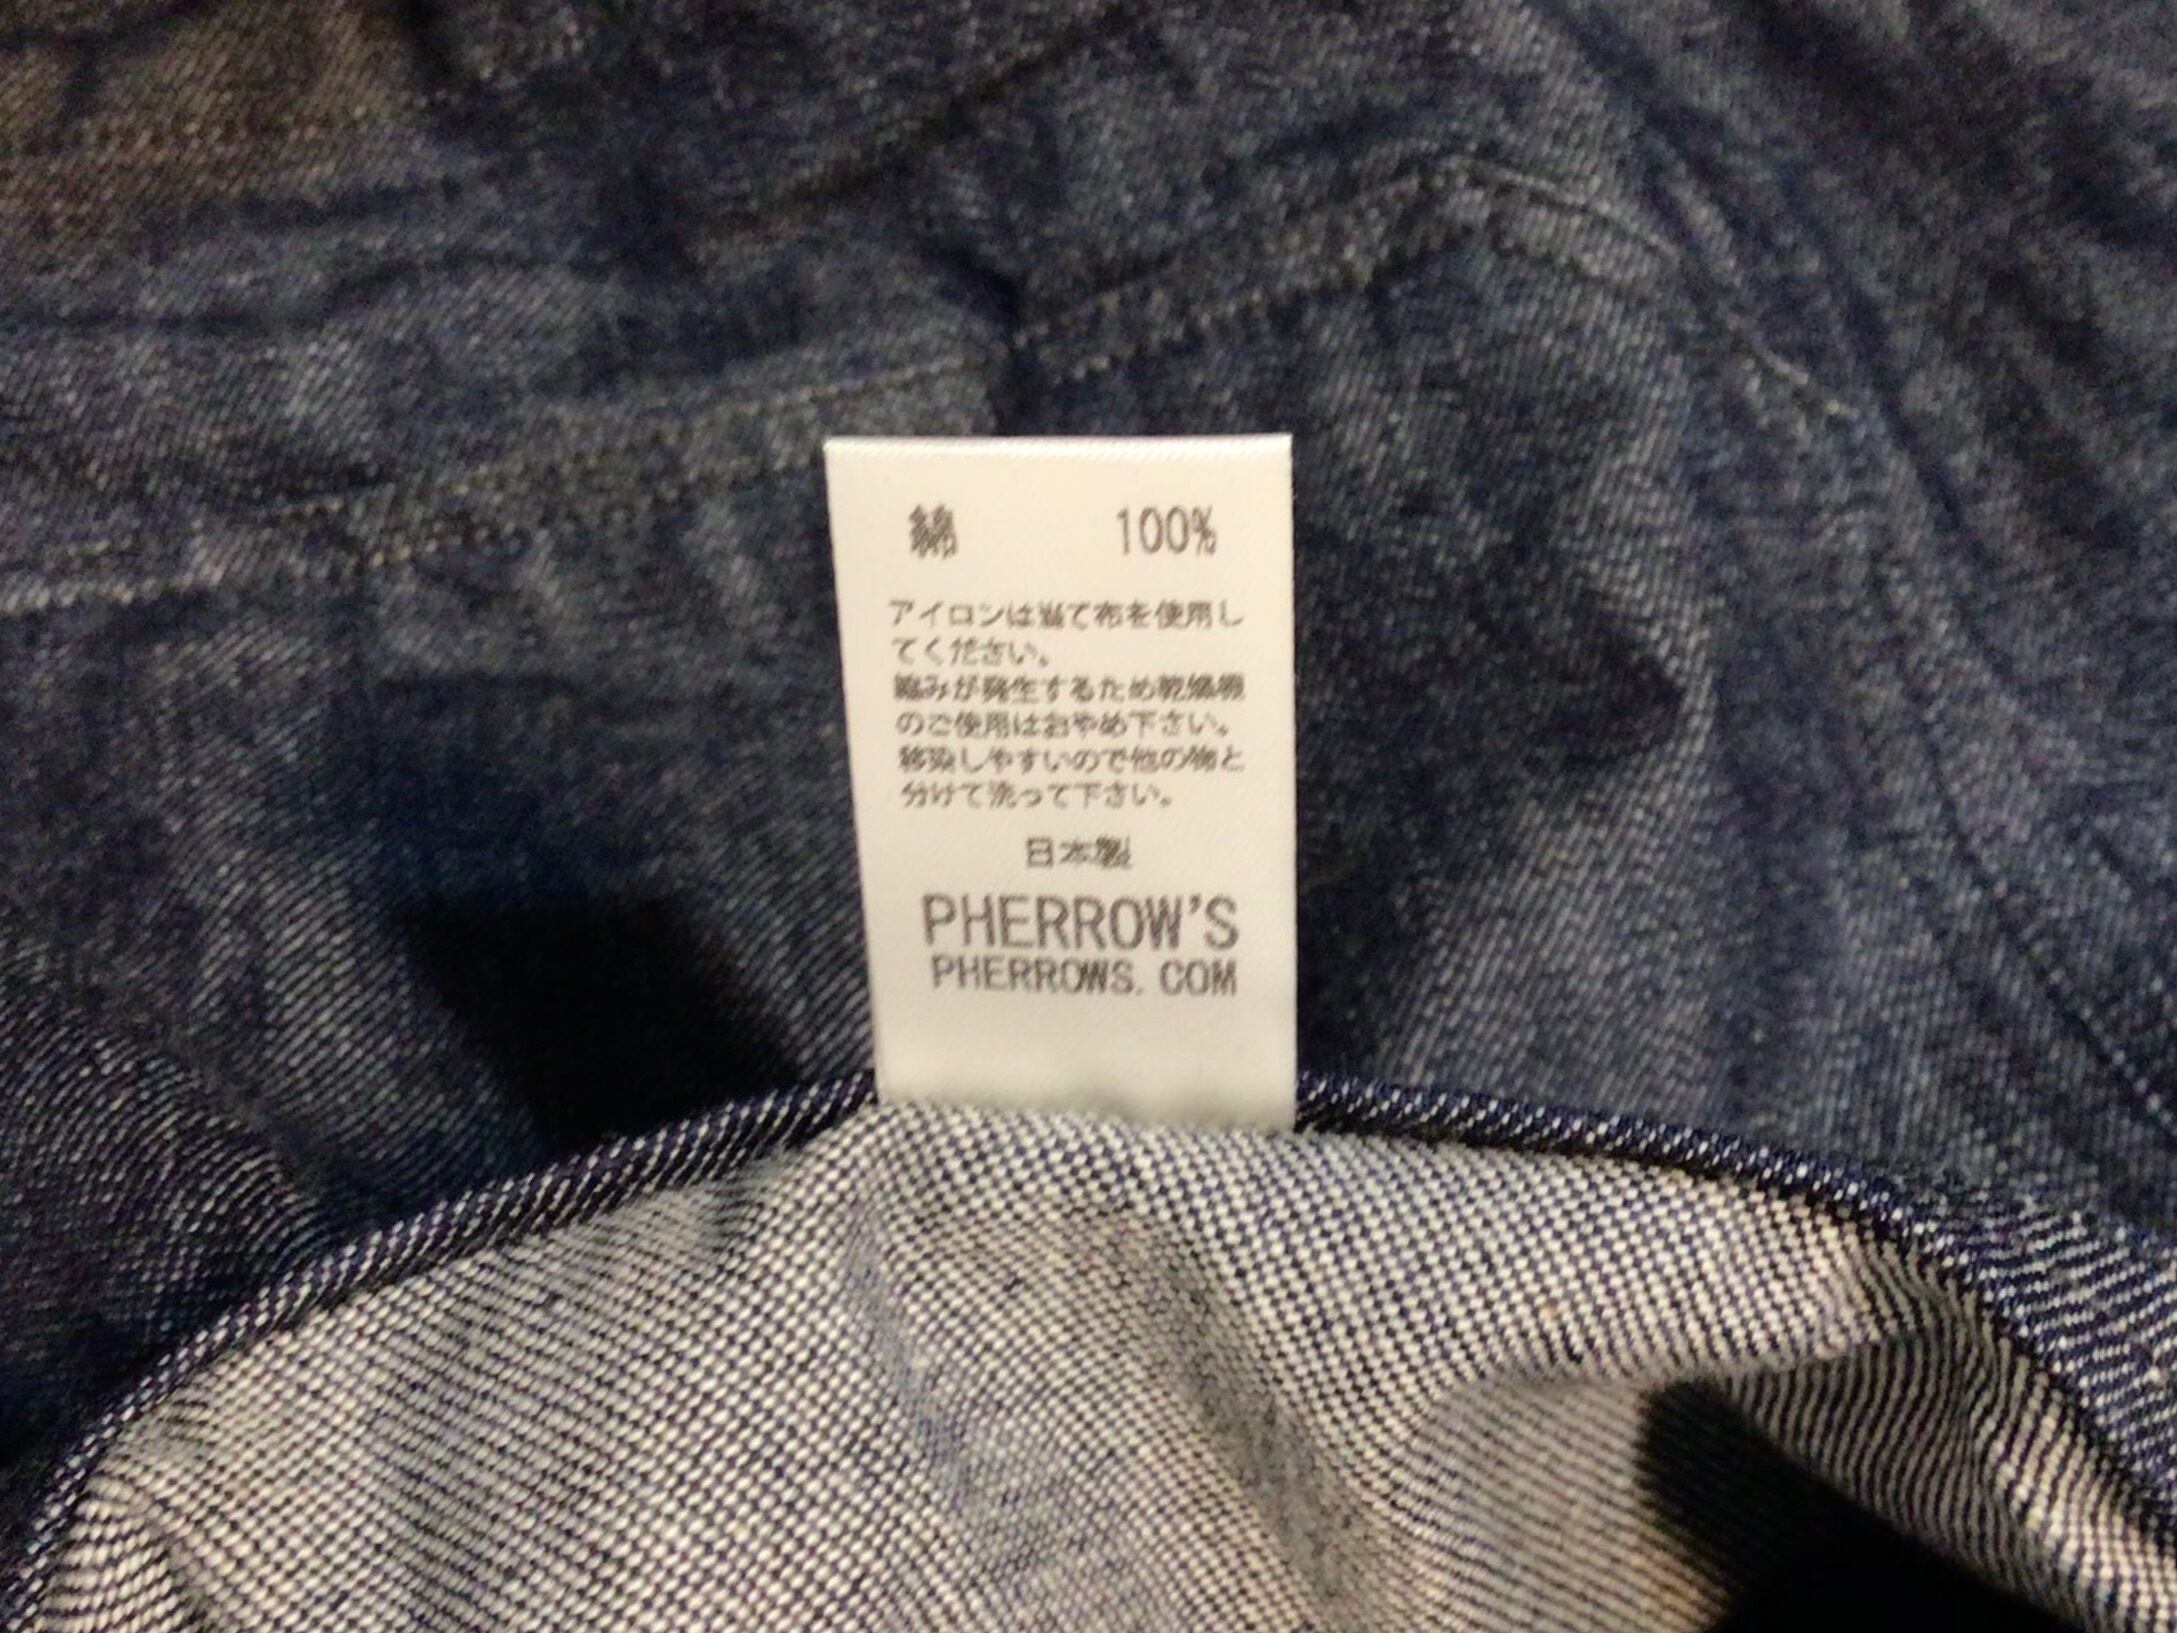 綿 100%
アイロンは当て布を使用し
てください。
縮みが発生するため乾燥機
のご使用はおやめ下さい。
移染しやすいので他の物と
分けて洗って下さい。
日本製
PHERROW'S
PHERROWS.COM